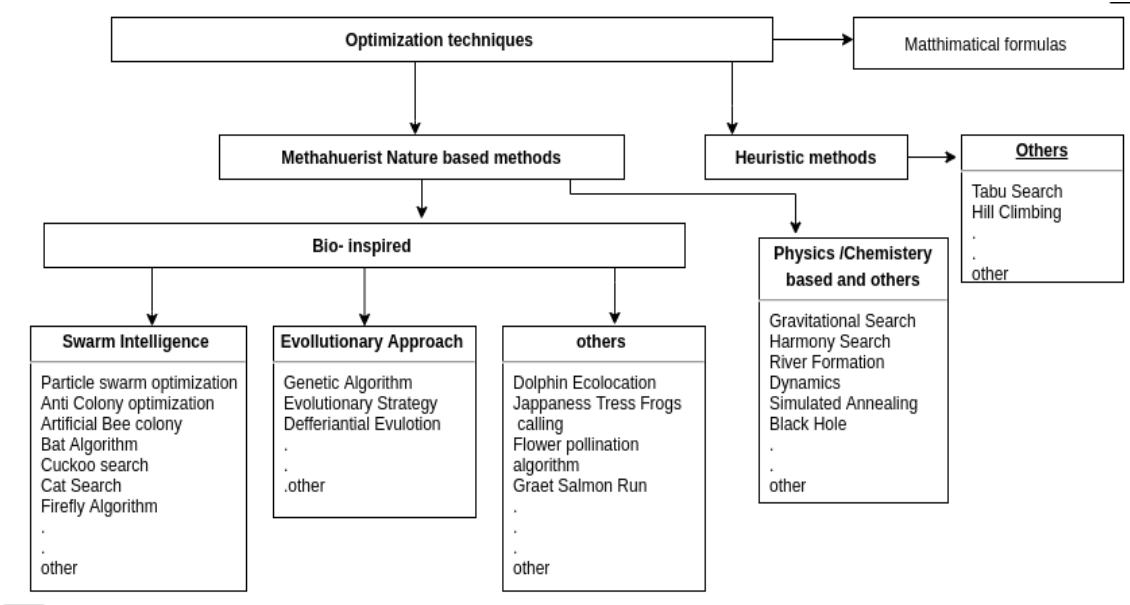 Optimization techniques
Matthimatical formulas
Methahuerist Nature based methods
Heuristic methods
Others
Tabu Search
Hill Climbing
.
.
other
Bio- inspired
Physics /Chemistery
based and others
Gravitational Search
Harmony Search
River Formation
Dynamics
Simulated Annealing
Black Hole
.
.
other
Swarm Intelligence
Particle swarm optimization
Anti Colony optimization
Artificial Bee colony
Bat Algorithm
Cuckoo search
Cat Search
Firefly Algorithm
.
.
other
Evollutionary Approach
Genetic Algorithm
Evolutionary Strategy
Defferiantial Evulotion
.
.
.other
others
Dolphin Ecolocation
Jappaness Tress Frogs
calling
Flower pollination
algorithm
Graet Salmon Run
.
.
.
other